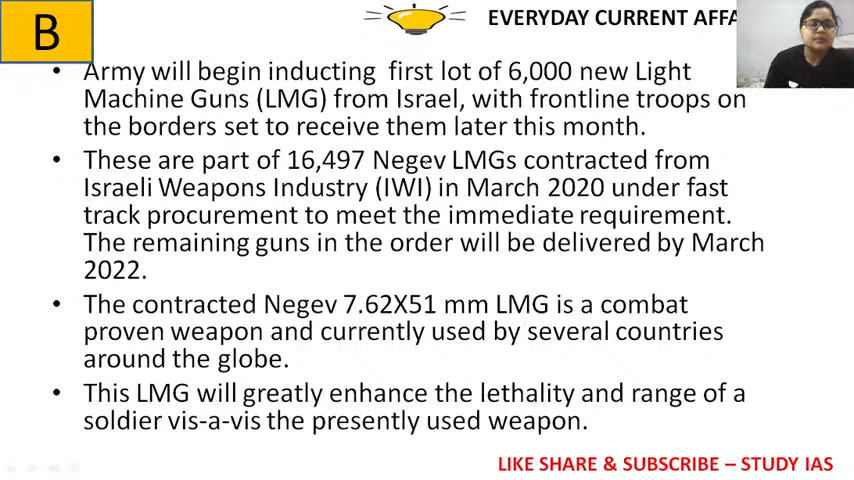 B
EVERYDAY CURRENT
• Army will begin inducting first lot of 6,000 new Light
Machine Guns (LMG) from Israel, with frontline troops on
the borders set to receive them later this month.
• These are part of 16,497 Negev LMGs contracted from
Israeli Weapons Industry (IWI) in March 2020 under fast
track procurement to meet the immediate requirement.
The remaining guns in the order will be delivered by March
2022.
• The contracted Negev 7.62X51 mm LMG is a combat
proven weapon and currently used by several countries
around the globe.
• This LMG will greatly enhance the lethality and range of a
soldier vis-a-vis the presently used weapon.
LIKE SHARE & SUBSCRIBE – STUDY IAS